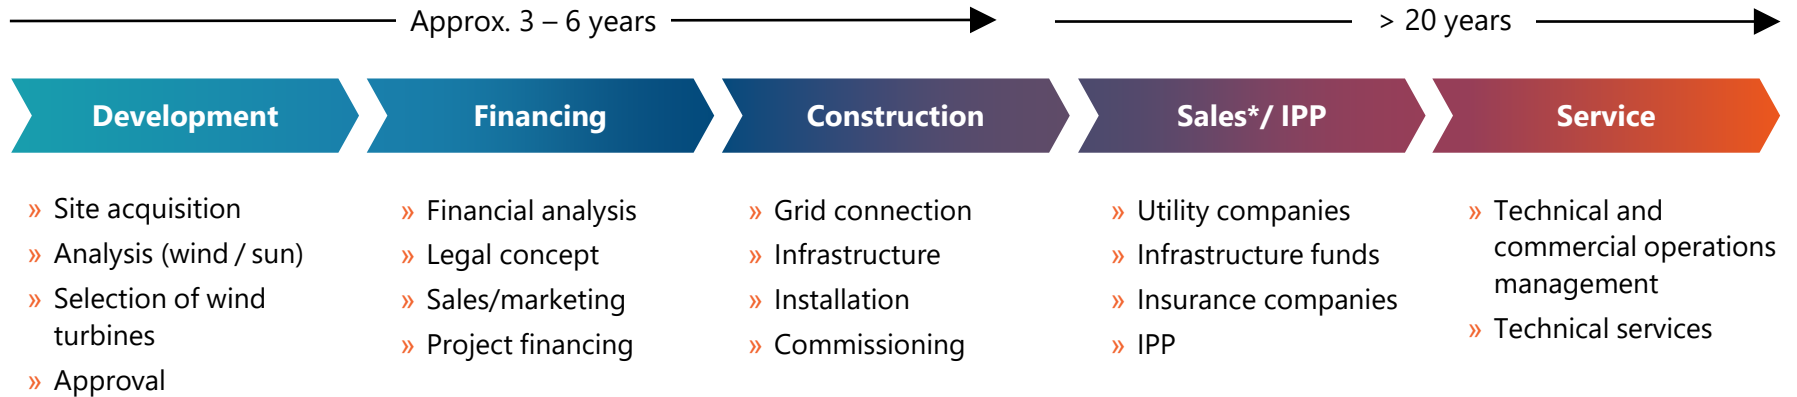 Approx. 3 – 6 years
> 20 years
Development
Financing
Construction
Sales*/ IPP
Service
» Site acquisition
» Analysis (wind / sun)
» Selection of wind
turbines
» Approval
» Financial analysis
» Legal concept
» Sales/marketing
» Project financing
» Grid connection
» Infrastructure
» Installation
» Commissioning
» Utility companies
» Infrastructure funds
» Insurance companies
» IPP
» Technical and
commercial operations
management
» Technical services